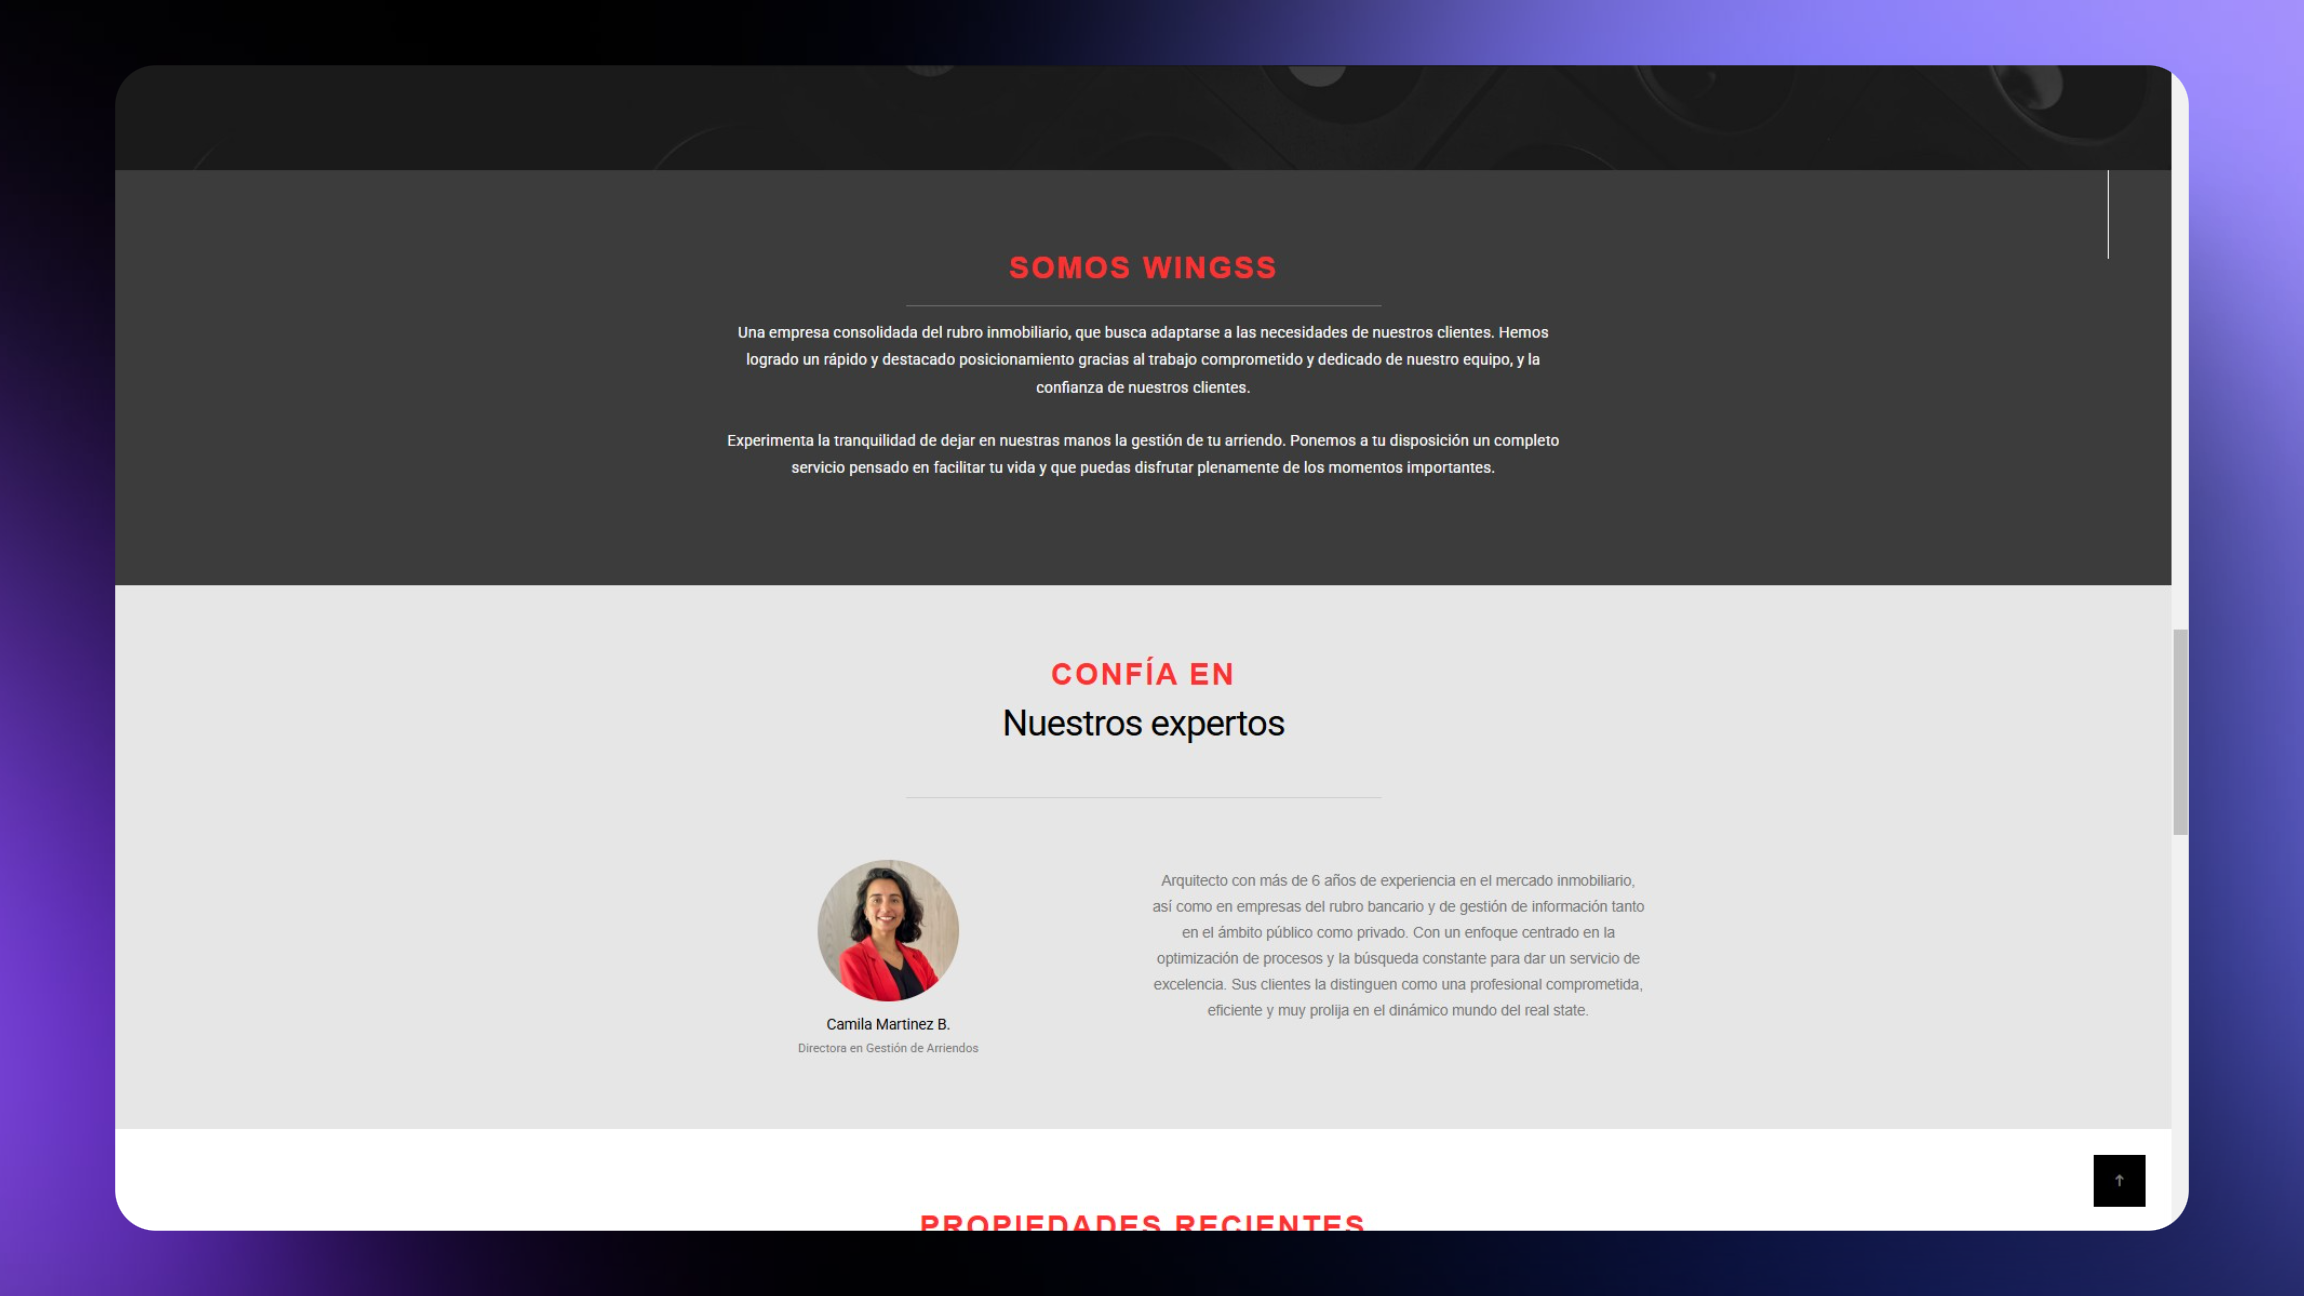 SOMOS WINGSS
Una empresa consolidada del rubro inmobiliario, que busca adaptarse a las necesidades de nuestros clientes. Hemos
logrado un rápido y destacado posicionamiento gracias al trabajo comprometido y dedicado de nuestro equipo, y la
confianza de nuestros clientes.
Experimenta la tranquilidad de dejar en nuestras manos la gestión de tu arriendo. Ponemos a tu disposición un completo
servicio pensado en facilitar tu vida y que puedas disfrutar plenamente de los momentos importantes.
CONFÍA EN
Nuestros expertos
Camila Martinez B.
Directora en Gestión de Arriendos
Arquitecto con más de 6 años de experiencia en el mercado inmobiliario,
así como en empresas del rubro bancario y de gestión de información tanto
en el ámbito público como privado. Con un enfoque centrado en la
optimización de procesos y la búsqueda constante para dar un servicio de
excelencia. Sus clientes la distinguen como una profesional comprometida,
eficiente y muy prolija en el dinámico mundo del real state.
PROPIEDADES RECIENTES